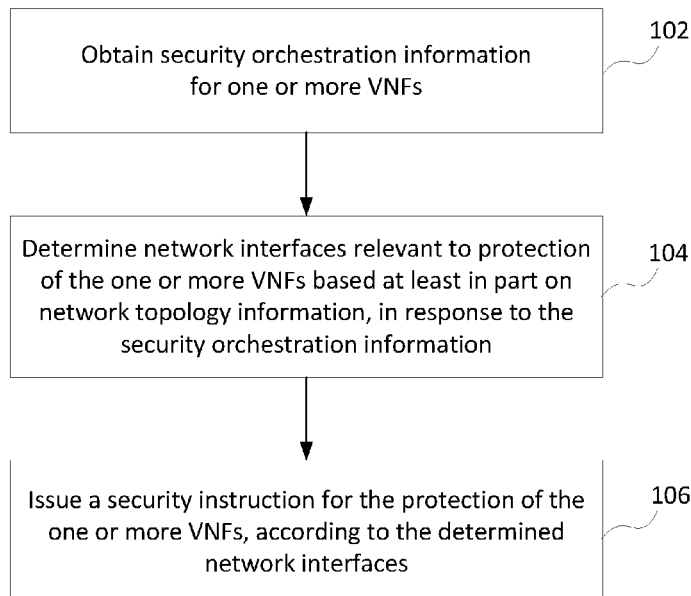 Obtain security orchestration information
for one or more VNFs
102
Determine network interfaces relevant to protection
of the one or more VNFs based at least in part on
network topology information, in response to the
security orchestration information
104
Issue a security instruction for the protection of the
one or more VNFs, according to the determined
network interfaces
106